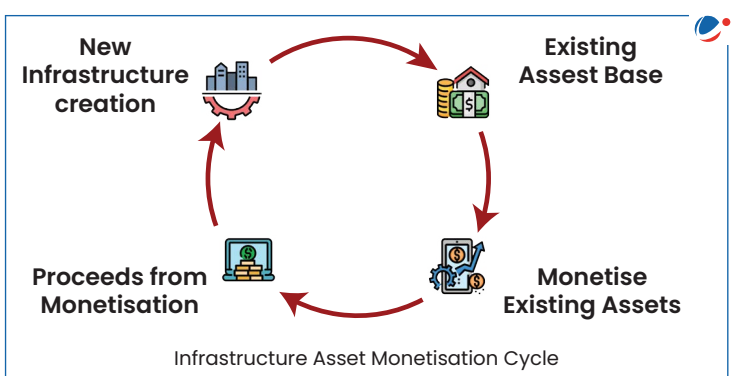 New
Infrastructure
creation
Existing
Assest Base
Proceeds from
Monetisation
Monetise
Existing Assets
Infrastructure Asset Monetisation Cycle